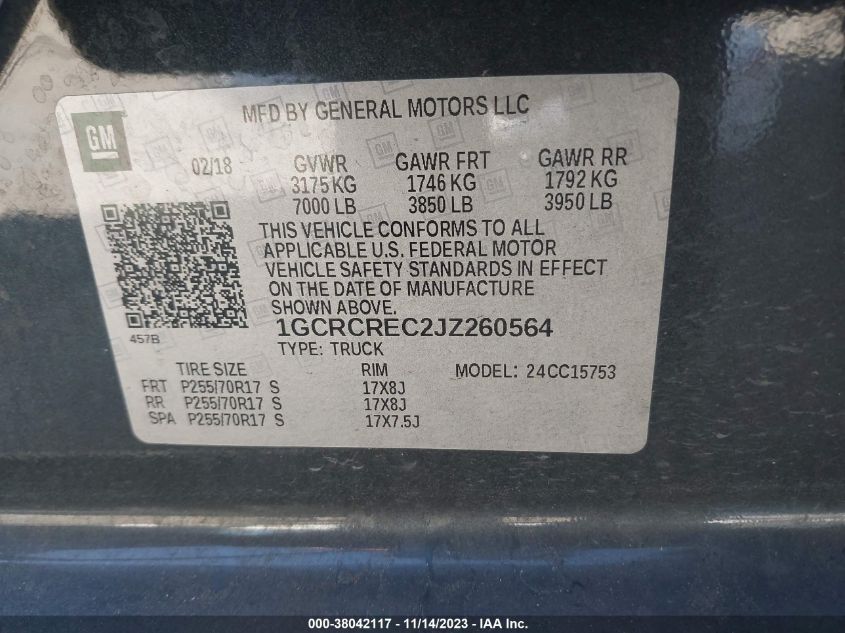 MFD BY GENERAL MOTORS LLC
GM
02/18 GVWR GAWR FRT GAWR RR
3175 KG 1746 KG 1792 KG
7000 LB 3850 LB 3950 LB
THIS VEHICLE CONFORMS TO ALL
APPLICABLE U.S. FEDERAL MOTOR
VEHICLE SAFETY STANDARDS IN EFFECT
ON THE DATE OF MANUFACTURE
SHOWN ABOVE.
1GCRCREC2JZ260564
457B
TYPE: TRUCK
TIRE SIZE RIM MODEL: 24CC15753
FRT P255/70R17 S 17X8J
RR P255/70R17 S 17X8J
SPA P255/70R17 S 17X7.5J
000-38042117 - 11/14/2023 - IAA Inc.